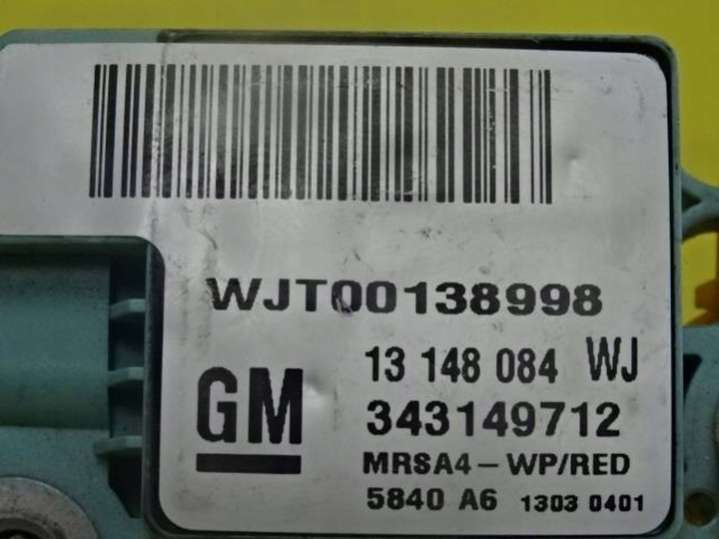 WJT00138998
13 148 084 WJ
GM
343149712
MRSA4-WP/RED
5840 A6 1303 0401